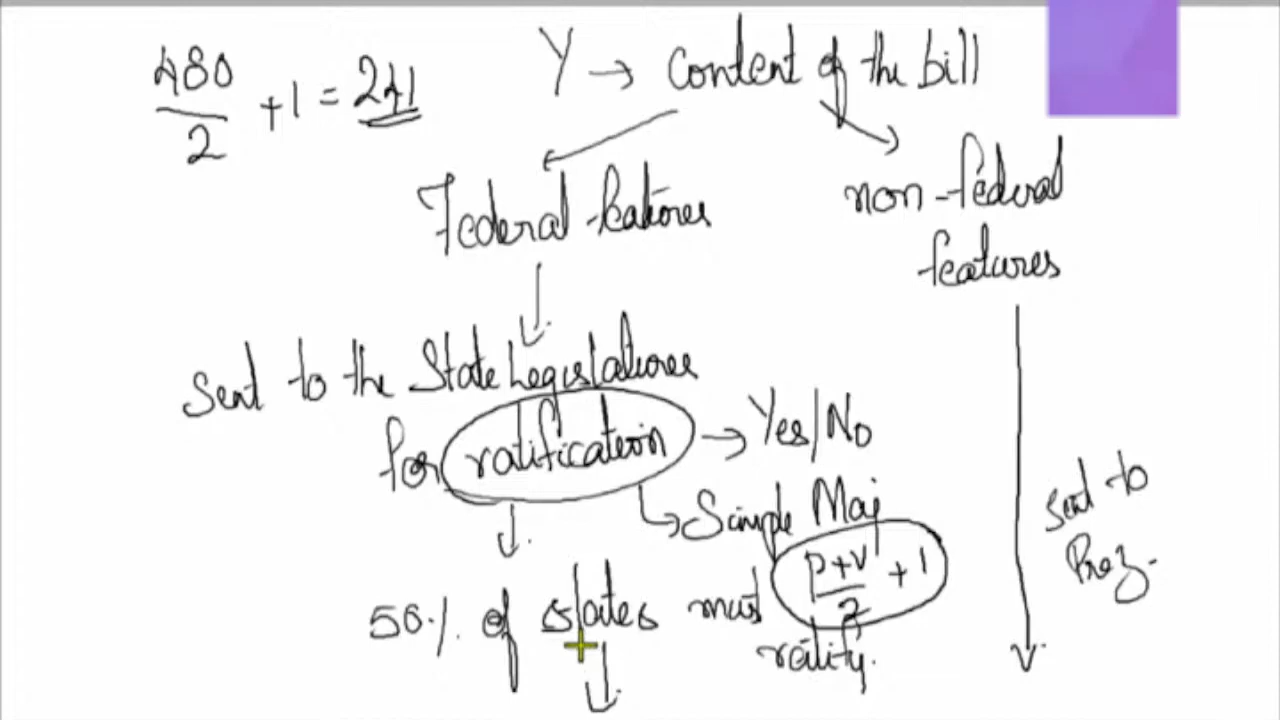 480/2 + 1 = 241
Y → content of the bill
Federal features
non-federal
features
Sent to the State Legislatures
for ratification → Yes/No
Simple Maj
(P+V)/2 + 1
50% of states must
ratify.
sent to
Prez.